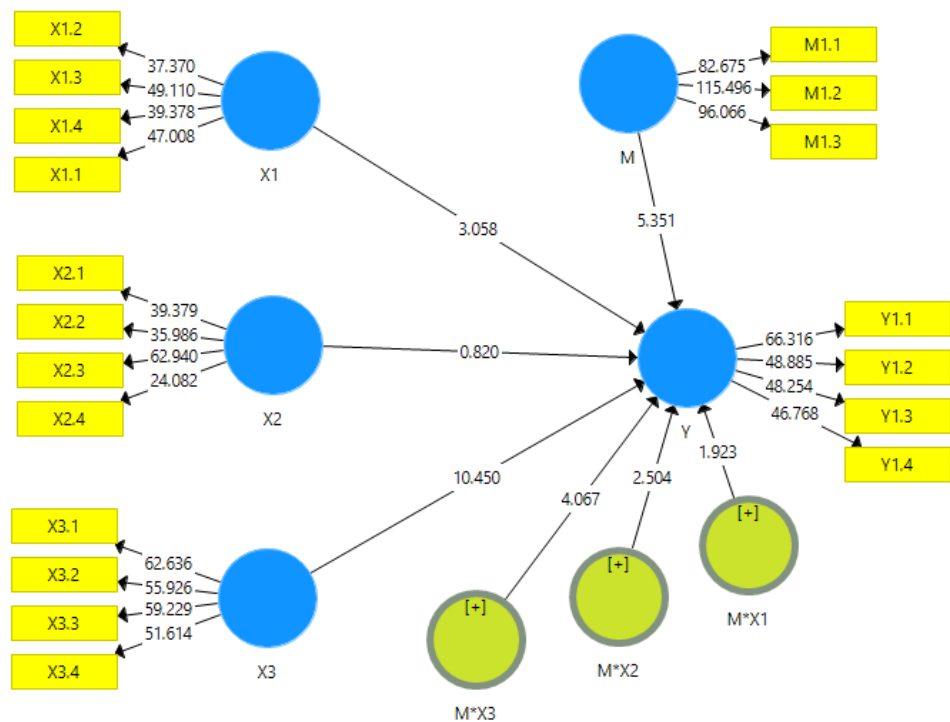 X1.2
X1.3
X1.4
X1.1
37.370
49.110
39.378
47.008
X1
M1.1
M1.2
M1.3
82.675
115.496
96.066
M
3.058
5.351
X2.1
X2.2
X2.3
X2.4
39.379
35.986
62.940
24.082
X2
0.820
Y
Y1.1
Y1.2
Y1.3
Y1.4
66.316
48.885
48.254
46.768
X3.1
X3.2
X3.3
X3.4
62.636
55.926
59.229
51.614
X3
10.450
4.067
2.504
1.923
[+]
M*X3
[+]
M*X2
[+]
M*X1